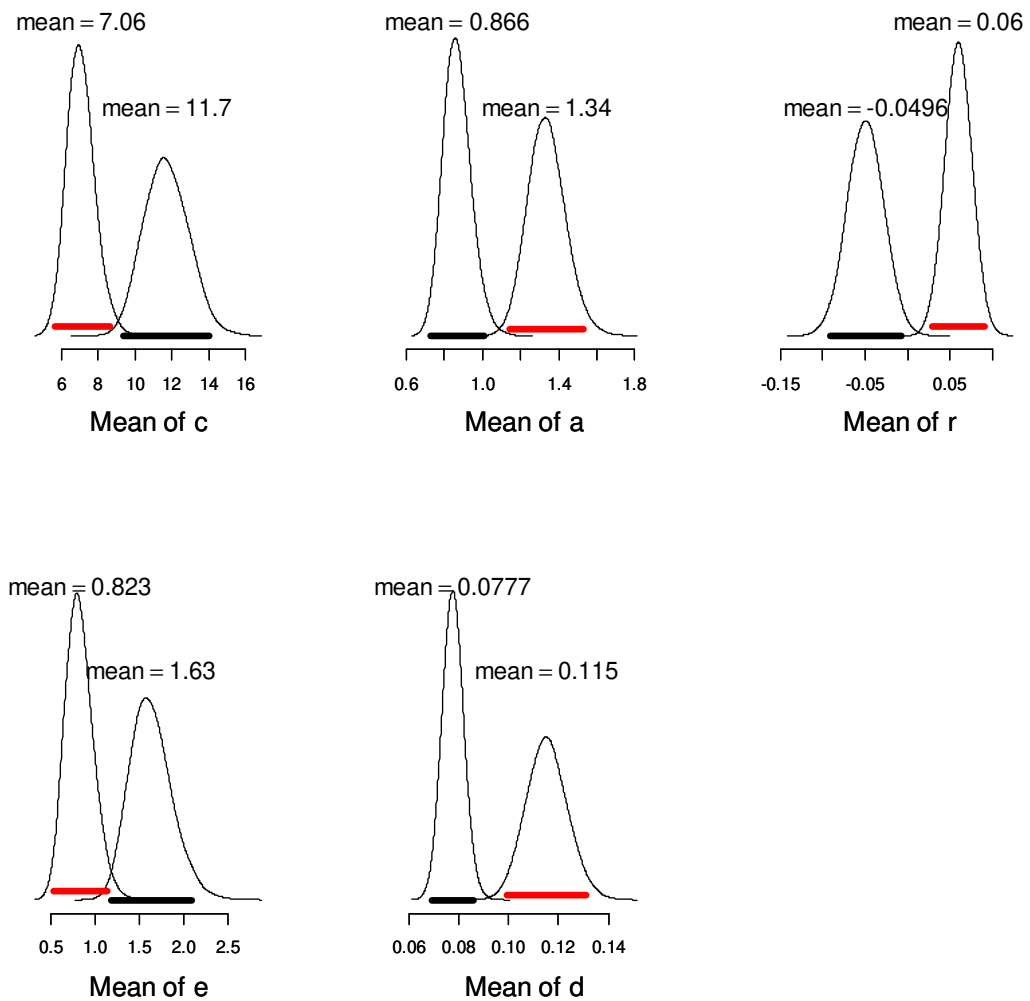 mean = 7.06
mean = 11.7
6 8 10 12 14 16
Mean of c
mean = 0.866
mean = 1.34
0.6 1.0 1.4 1.8
Mean of a
mean = 0.06
mean = -0.0496
-0.15 -0.05 0.05
Mean of r
mean = 0.823
mean = 1.63
0.5 1.0 1.5 2.0 2.5
Mean of e
mean = 0.0777
mean = 0.115
0.06 0.08 0.10 0.12 0.14
Mean of d